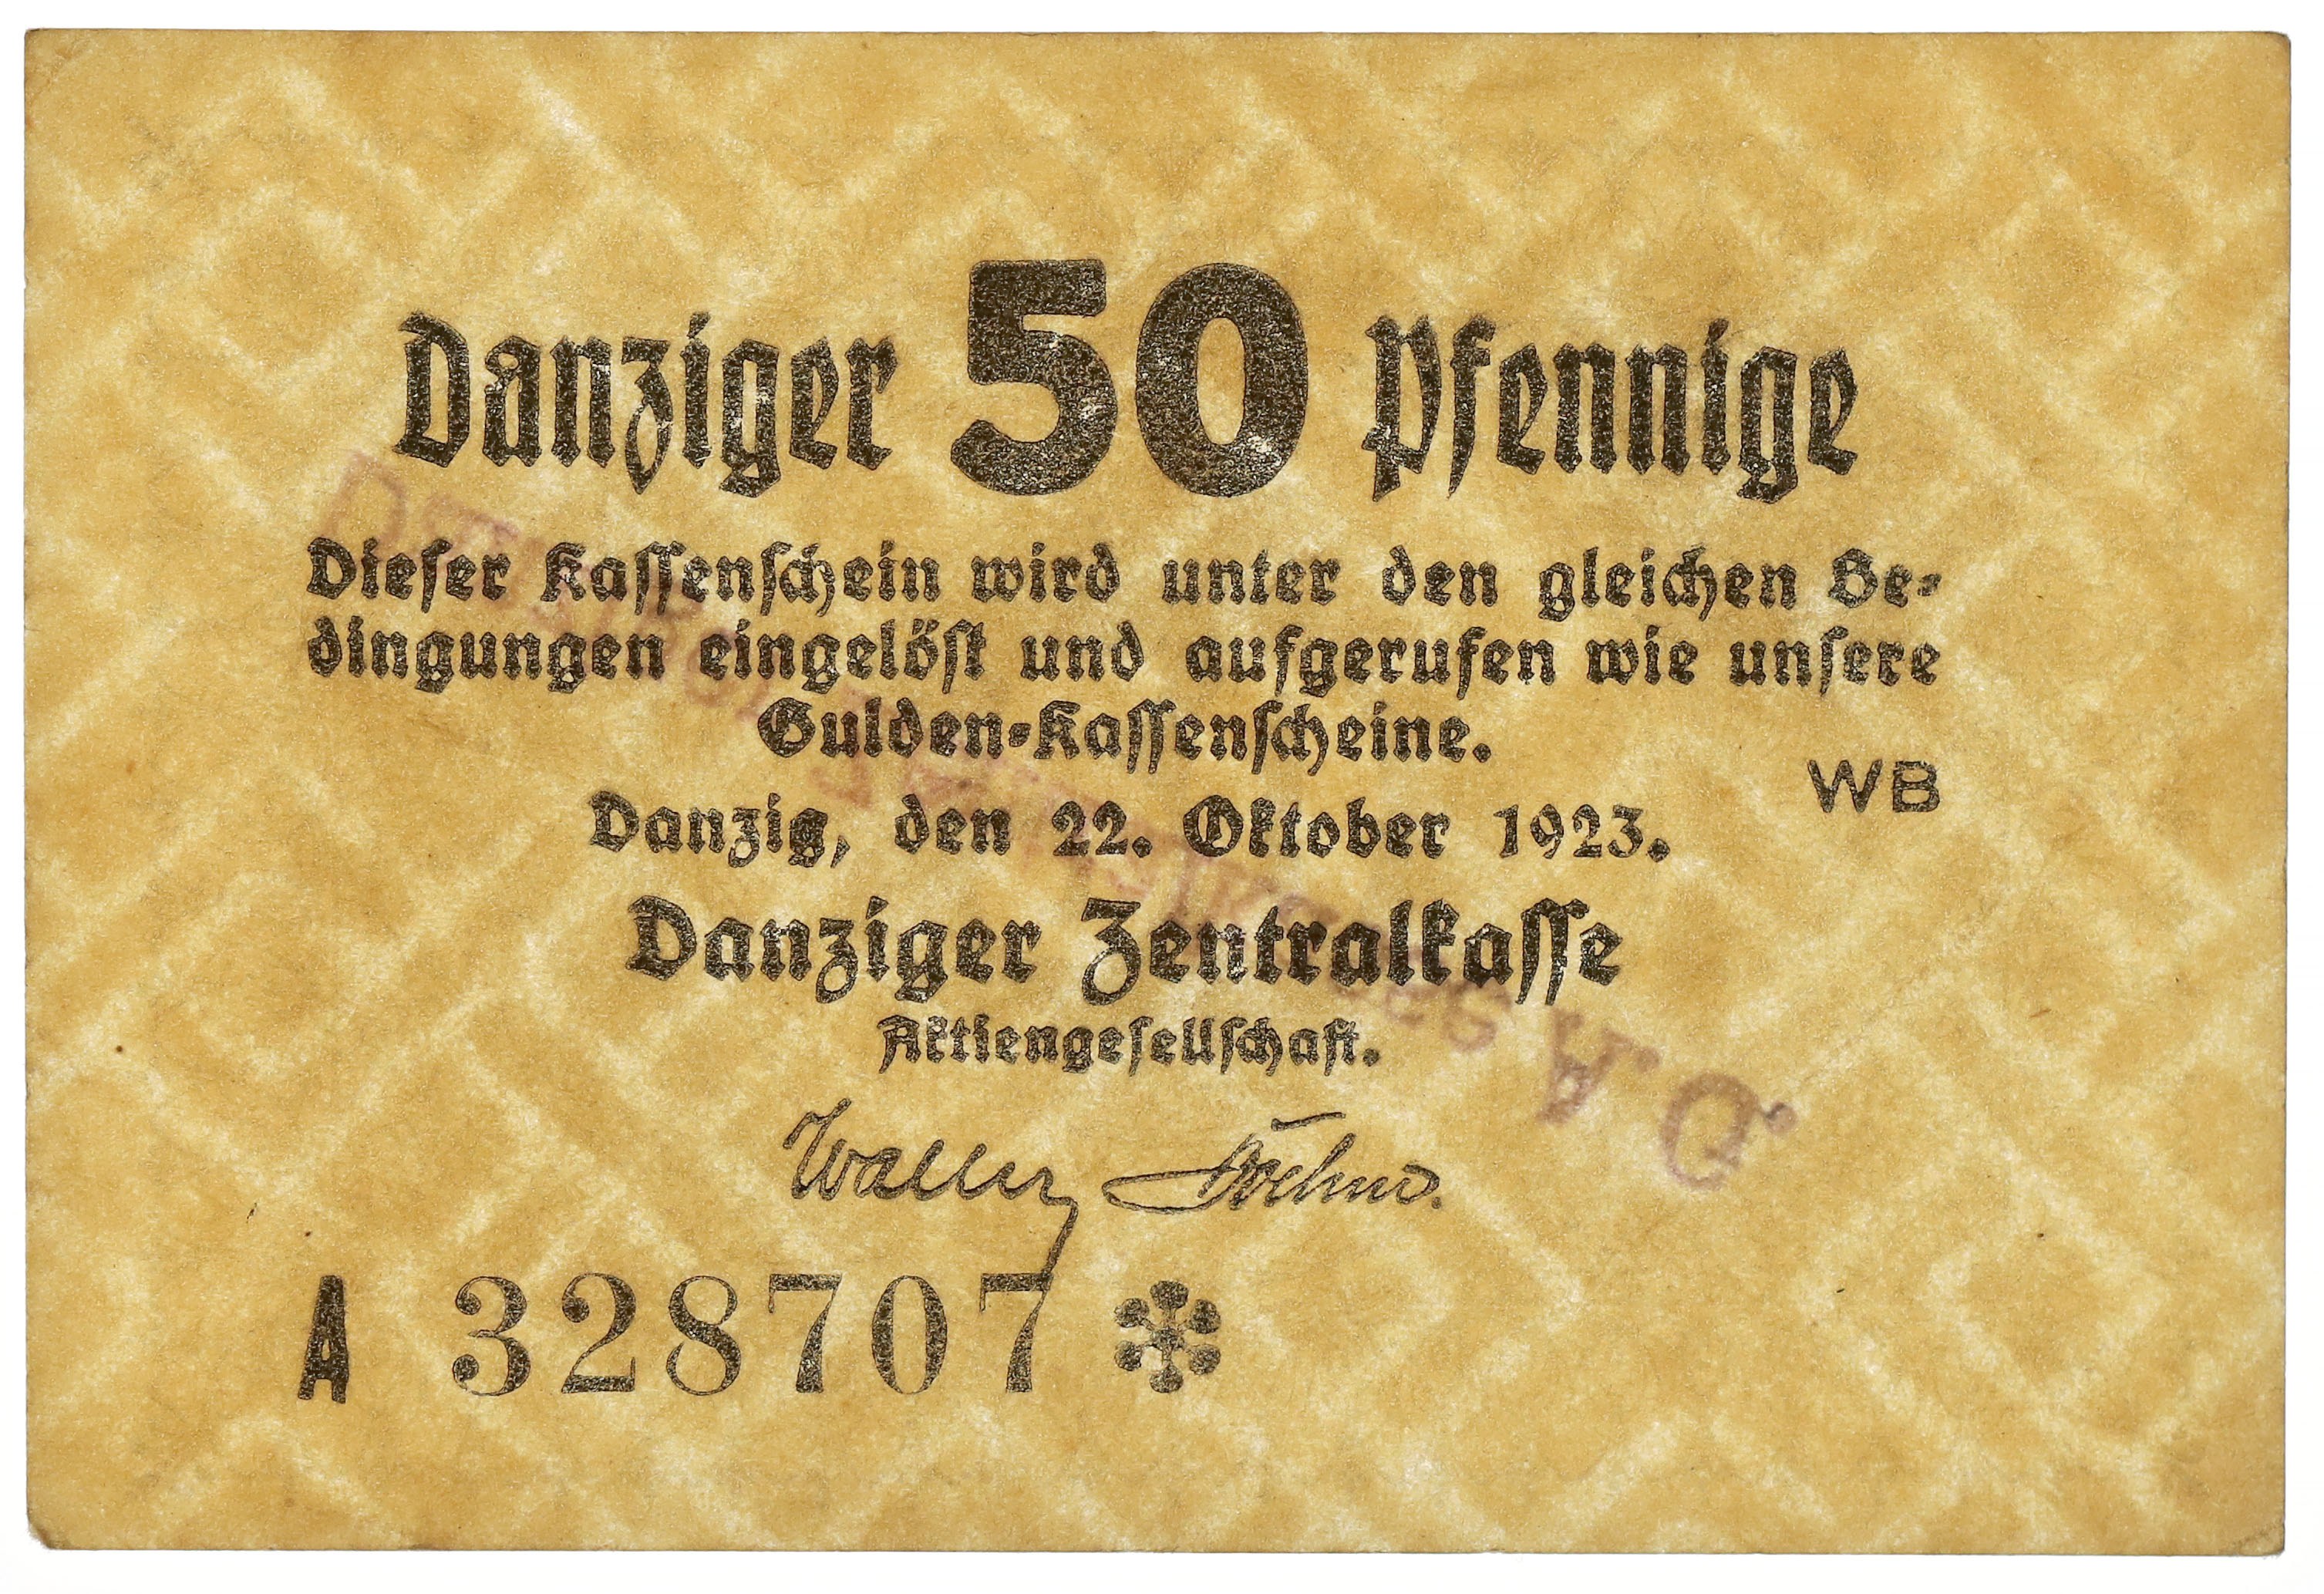 Danziger 50 Pfennige
Dieser Kassenschein wird unter den gleichen Be-
dingungen eingelöst und aufgerufen wie unsere
Gulden-Kassenscheine.
WB
Danzig, den 22. Oktober 1923.
Danziger Zentralkasse
Aktiengesellschaft.
A 328707